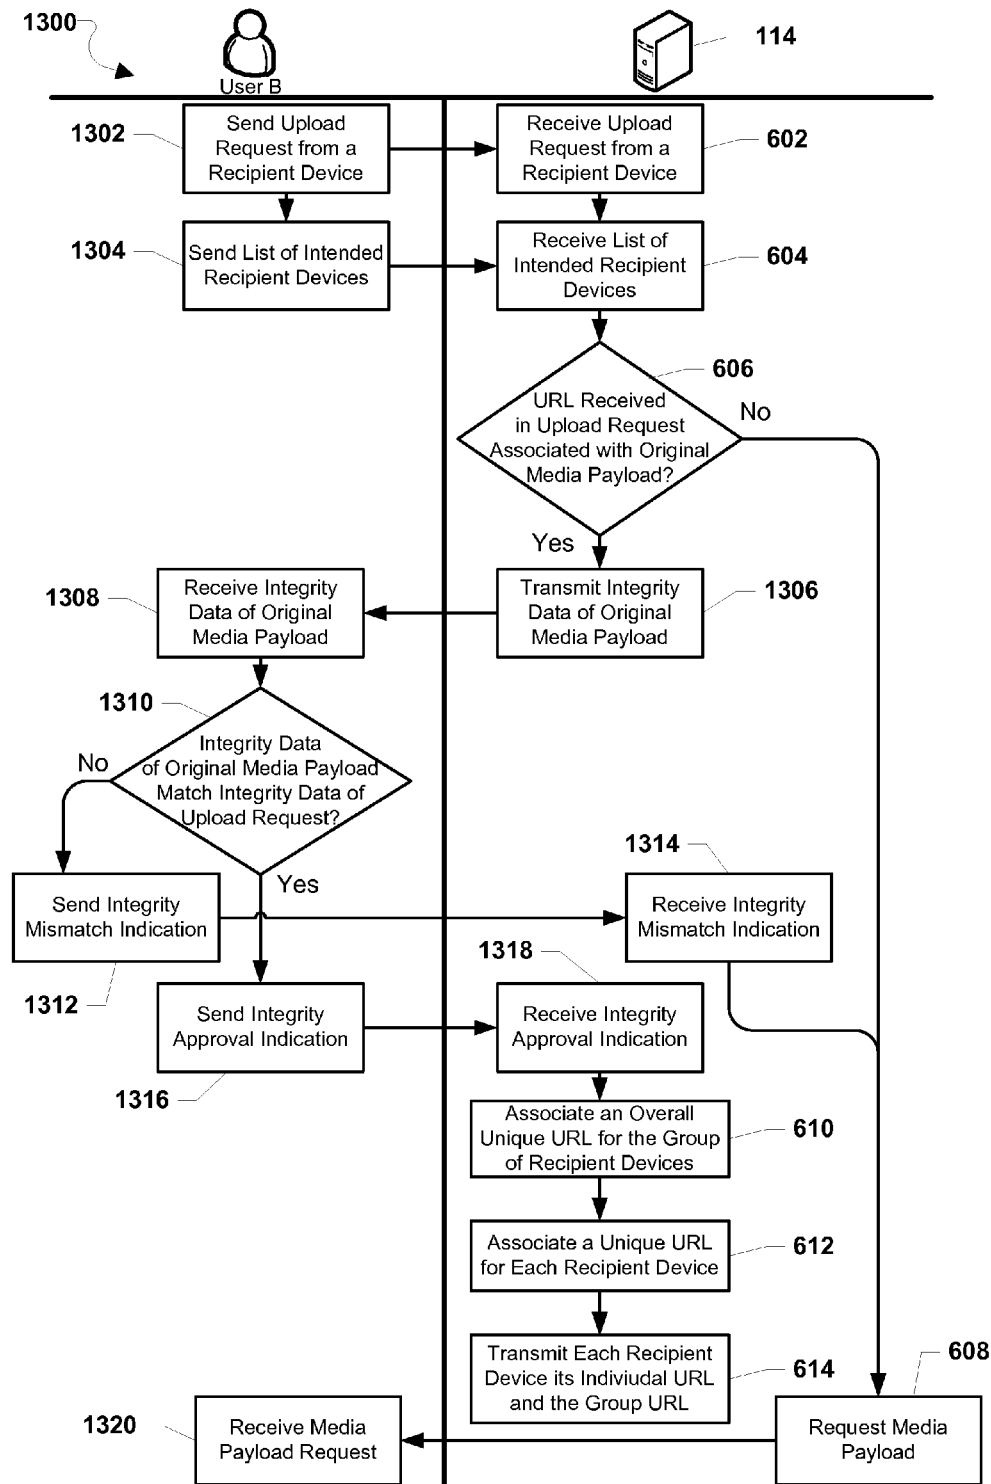 1300
User B
114
1302
Send Upload
Request from a
Recipient Device
Receive Upload
Request from a
Recipient Device
602
1304
Send List of Intended
Recipient Devices
Receive List of
Intended Recipient
Devices
604
606
URL Received
in Upload Request
Associated with Original
Media Payload?
No
Yes
1308
Receive Integrity
Data of Original
Media Payload
Transmit Integrity
Data of Original
Media Payload
1306
1310
Integrity Data
of Original Media Payload
Match Integrity Data of
Upload Request?
No
Yes
1314
Send Integrity
Mismatch Indication
Receive Integrity
Mismatch Indication
1312
1318
Send Integrity
Approval Indication
Receive Integrity
Approval Indication
1316
Associate an Overall
Unique URL for the Group
of Recipient Devices
610
Associate a Unique URL
for Each Recipient Device
612
Transmit Each Recipient
Device its Indiviudal URL
and the Group URL
614
608
1320
Receive Media
Payload Request
Request Media
Payload